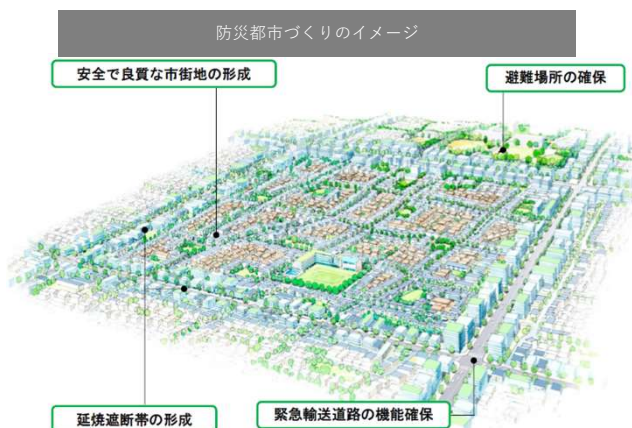 防災都市づくりのイメージ
安全で良質な市街地の形成
避難場所の確保
延焼遮断帯の形成
緊急輸送道路の機能確保